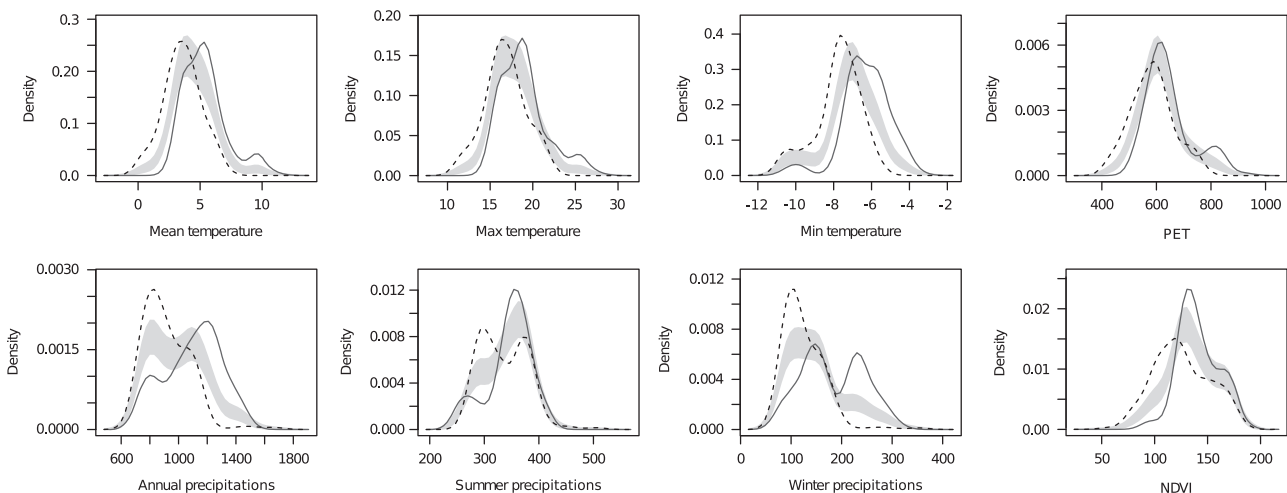 Density
0.3
0.20
0.1
0.0
0 5 10
Mean temperature
Density
0.20
0.15
0.10
0.05
0.00
10 15 20 25 30
Max temperature
Density
0.4
0.3
0.2
0.1
0.0
-12 -10 -8 -6 -4 -2
Min temperature
Density
0.006
0.003
0.000
400 600 800 1000
PET
Density
0.0030
0.0015
0.0000
600 1000 1400 1800
Annual precipitations
Density
0.012
0.008
0.004
0.000
200 300 400 500
Summer precipitations
Density
0.012
0.008
0.004
0.000
0 100 200 300 400
Winter precipitations
Density
0.02
0.01
0.0
50 100 150 200
NDVI